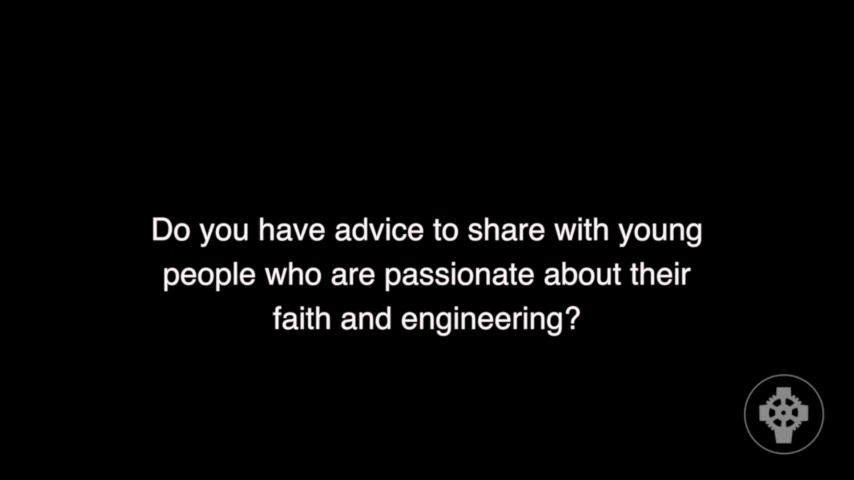 Do you have advice to share with young
people who are passionate about their
faith and engineering?